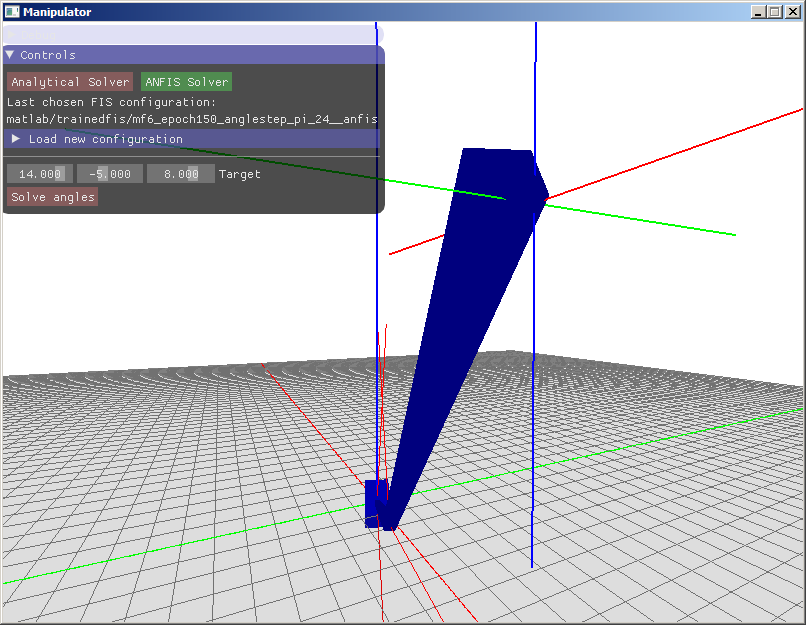 Manipulator
Controls
Analytical Solver ANFIS Solver
Last chosen FIS configuration:
matlab/trainedfis/mf6_epoch150_anglestep_pi_24__anfis
Load new configuration
14.000 -5.000 8.000 Target
Solve angles